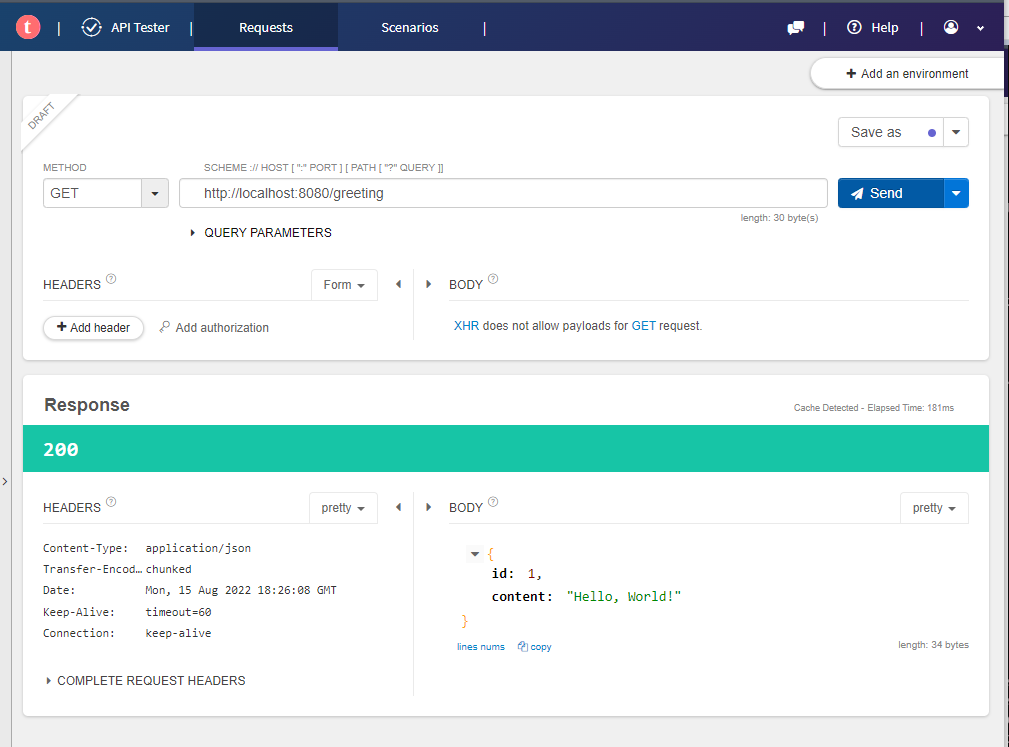 t | API Tester | Requests Scenarios | | Help |
+ Add an environment
DRAFT
Save as
METHOD SCHEME :// HOST [ ":" PORT ] [ PATH [ "?" QUERY ]]
GET http://localhost:8080/greeting Send
length: 30 byte(s)
QUERY PARAMETERS
HEADERS ? Form BODY ?
+ Add header Add authorization XHR does not allow payloads for GET request.
Response Cache Detected - Elapsed Time: 181ms
200
HEADERS ? pretty BODY ? pretty
Content-Type: application/json
Transfer-Encod… chunked
Date: Mon, 15 Aug 2022 18:26:08 GMT
Keep-Alive: timeout=60
Connection: keep-alive
COMPLETE REQUEST HEADERS
{
id: 1,
content: "Hello, World!"
}
lines nums copy length: 34 bytes